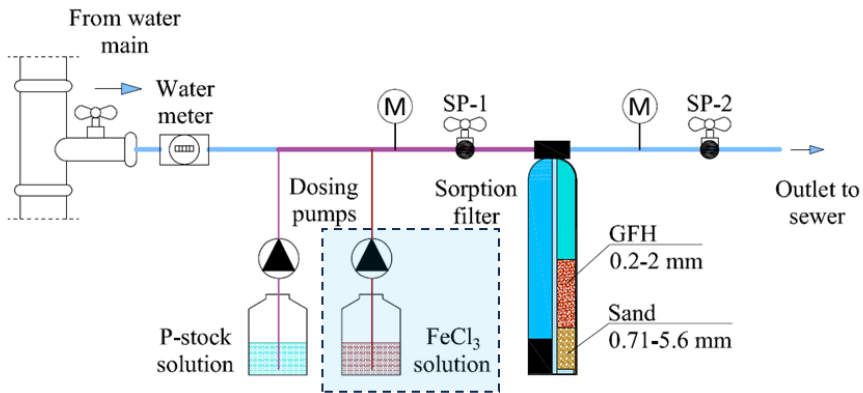 From water
main
Water
meter
M
SP-1
M
SP-2
Dosing
pumps
Sorption
filter
Outlet to
sewer
GFH
0.2-2 mm
P-stock
solution
FeCl₃
solution
Sand
0.71-5.6 mm